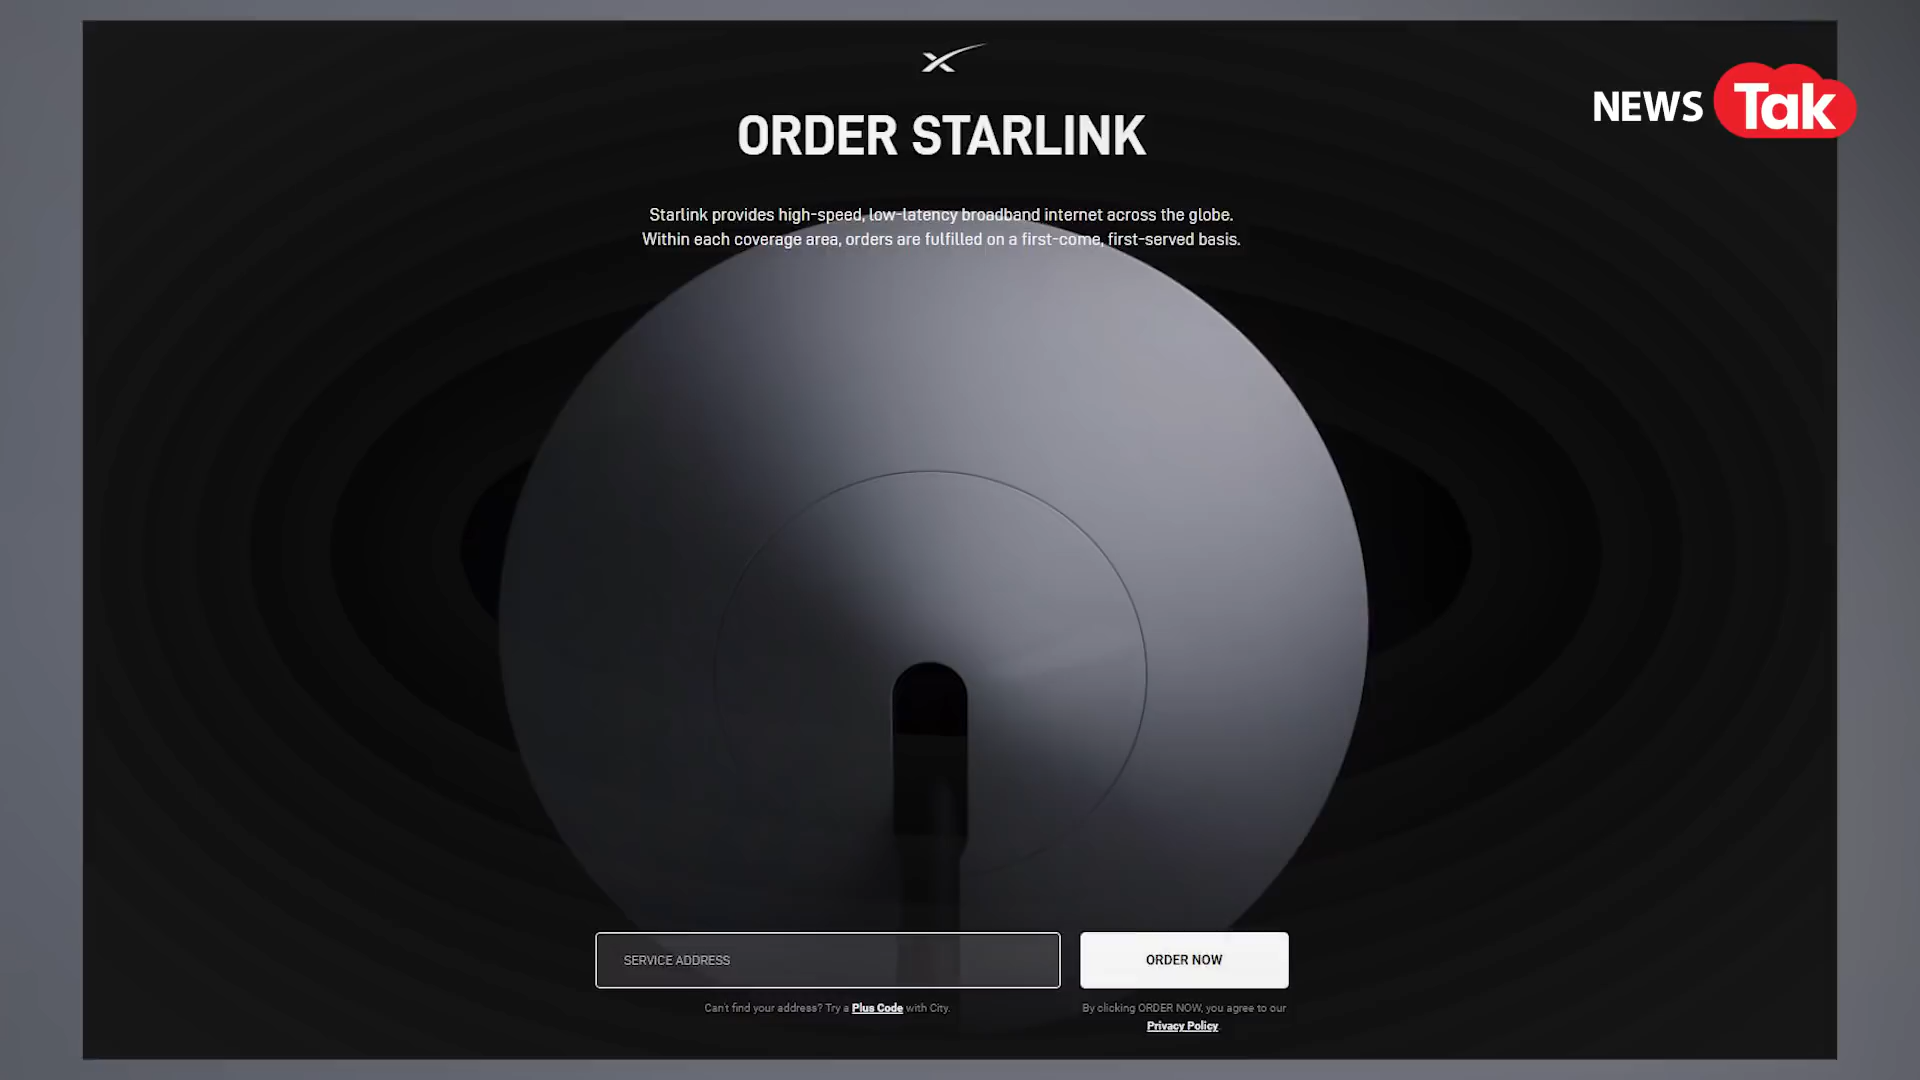 NEWS Tak
ORDER STARLINK
Starlink provides high-speed, low-latency broadband internet across the globe.
Within each coverage area, orders are fulfilled on a first-come, first-served basis.
SERVICE ADDRESS
ORDER NOW
Can't find your address? Try a Plus Code with City.
By clicking ORDER NOW, you agree to our
Privacy Policy